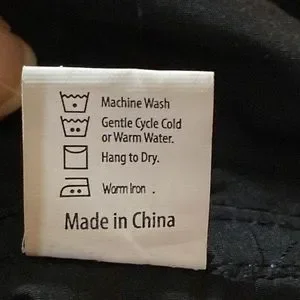 Machine Wash
Gentle Cycle Cold
or Warm Water.
Hang to Dry.
Worm Iron .
Made in China